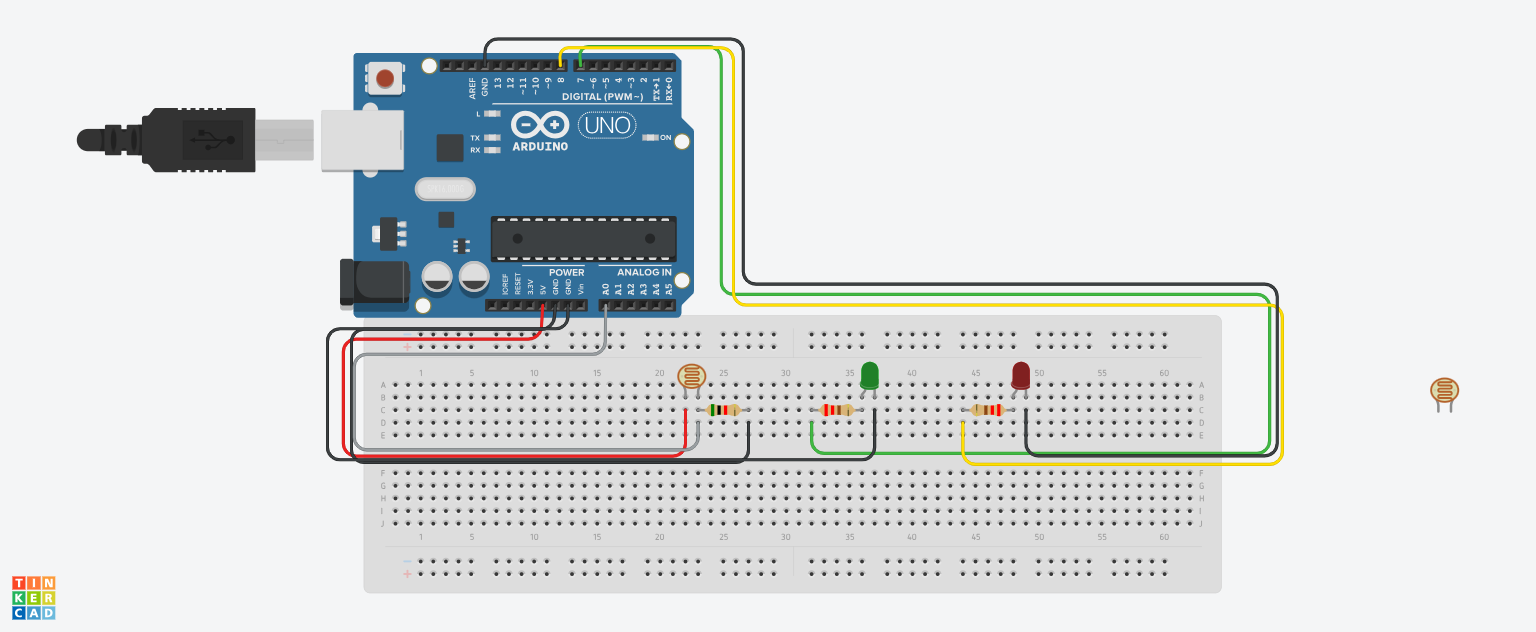 AREF
GND
13
12
~11
~10
~9
8
7
~6
~5
4
~3
2
TX→1
RX←0
DIGITAL (PWM~)
L
TX
RX
UNO
ON
ARDUINO
POWER
ANALOG IN
IOREF
RESET
3.3V
5V
GND
GND
Vin
A0
A1
A2
A3
A4
A5
- 
+
1 5 10 15 20 25 30 35 40 45 50 55 60
A A
B B
C C
D D
E E
F F
G G
H H
I I
J J
1 5 10 15 20 25 30 35 40 45 50 55 60
-
+
TIN
KER
CAD